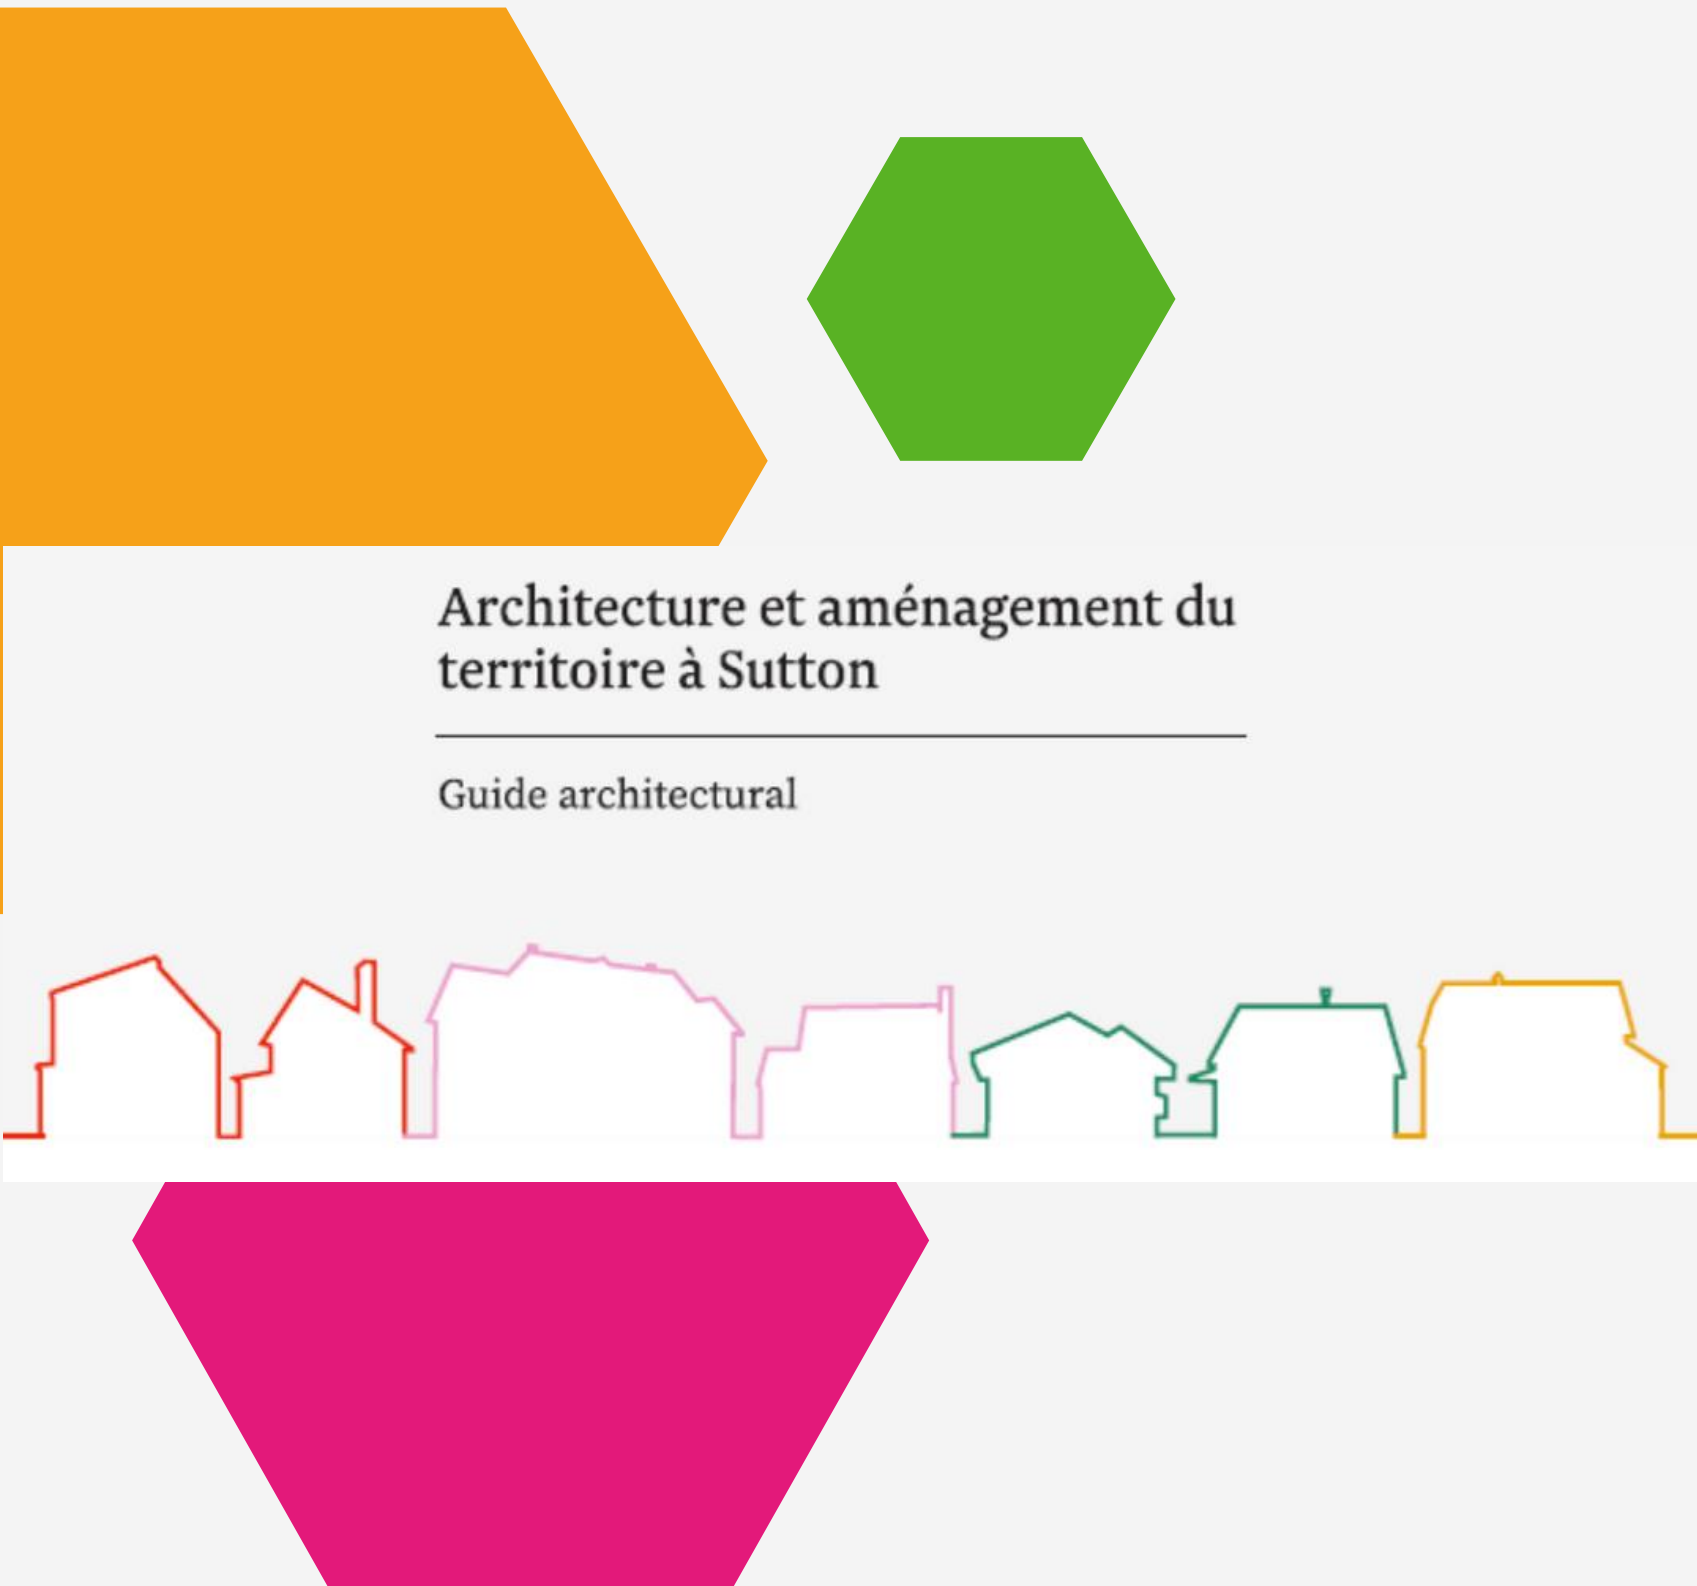 Architecture et aménagement du
territoire à Sutton
Guide architectural